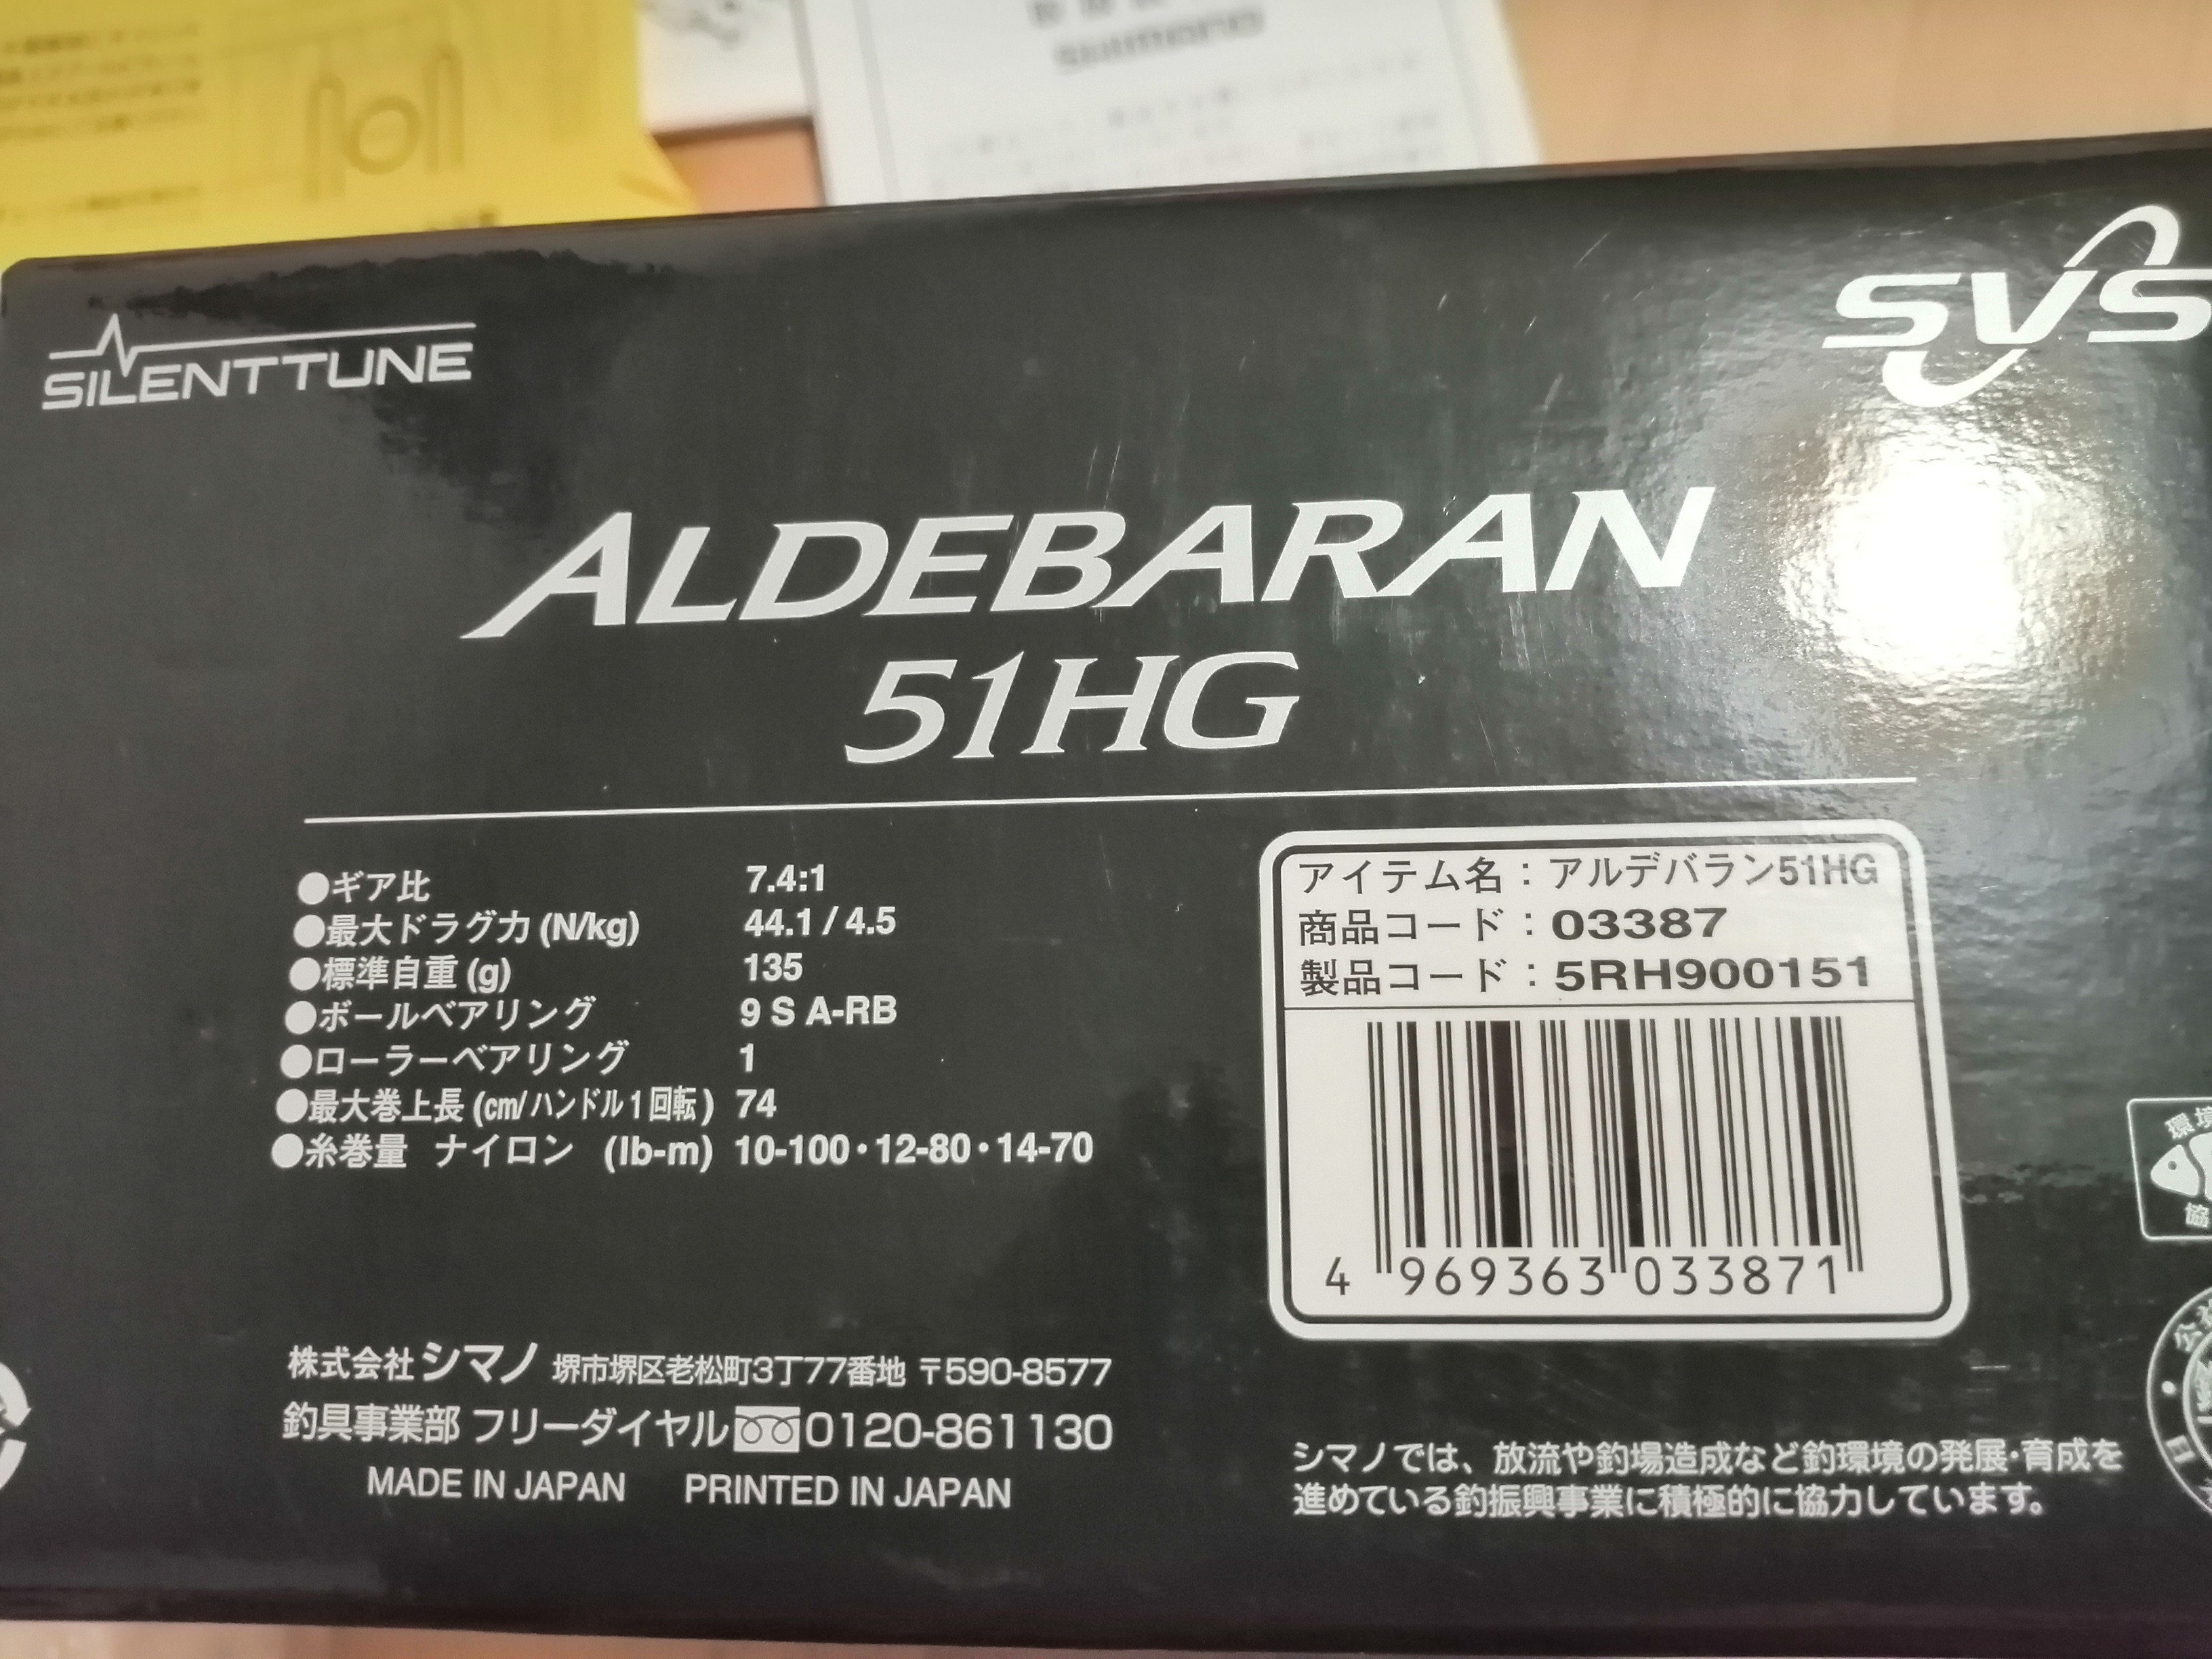 Shimano
SILENTTUNE
SVS
ALDEBARAN
51HG
●ギア比 7.4:1
●最大ドラグ力(N/kg) 44.1 / 4.5
●標準自重(g) 135
●ボールベアリング 9 S A-RB
●ローラーベアリング 1
●最大巻上長(cm/ハンドル1回転) 74
●糸巻量 ナイロン (lb-m) 10-100・12-80・14-70
アイテム名：アルデバラン51HG
商品コード：03387
製品コード：5RH900151
4 969363 033871
株式会社シマノ 堺市堺区老松町3丁77番地 〒590-8577
釣具事業部 フリーダイヤル 0120-861130
MADE IN JAPAN PRINTED IN JAPAN
シマノでは、放流や釣場造成など釣環境の発展・育成を
進めている釣振興事業に積極的に協力しています。
環境
協